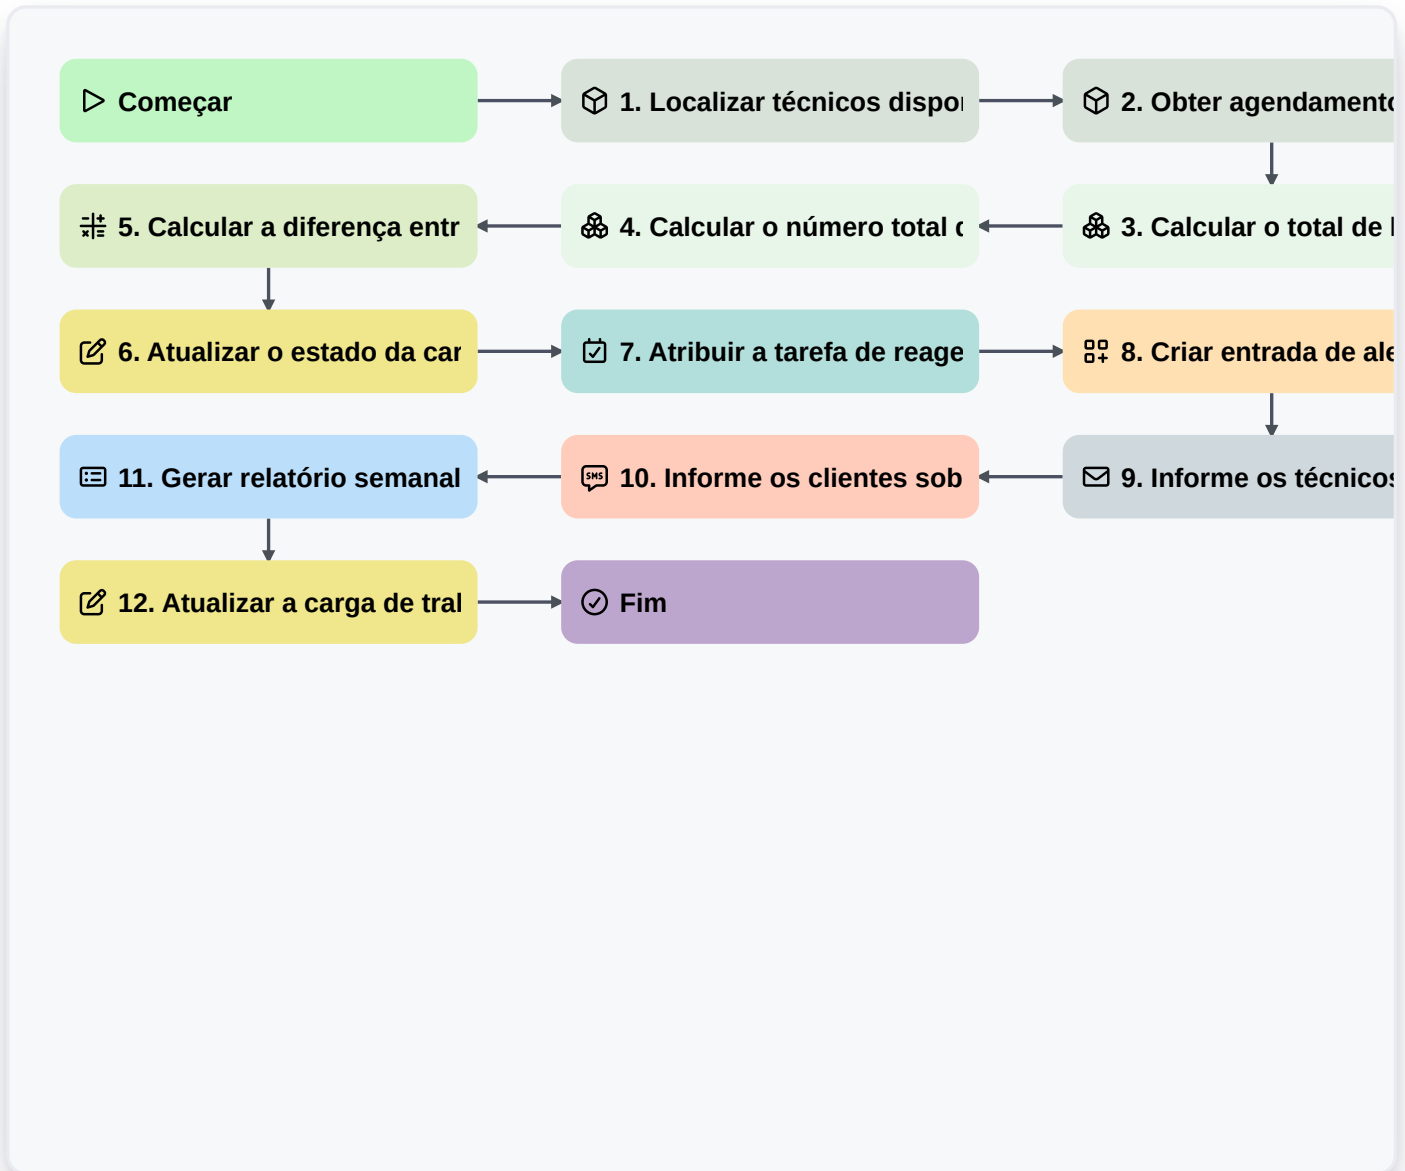 Começar
1. Localizar técnicos dispo
2. Obter agendamento
5. Calcular a diferença entr
4. Calcular o número total
3. Calcular o total de
6. Atualizar o estado da car
7. Atribuir a tarefa de reage
8. Criar entrada de ale
11. Gerar relatório semanal
SMS
10. Informe os clientes sob
9. Informe os técnicos
12. Atualizar a carga de tra
Fim